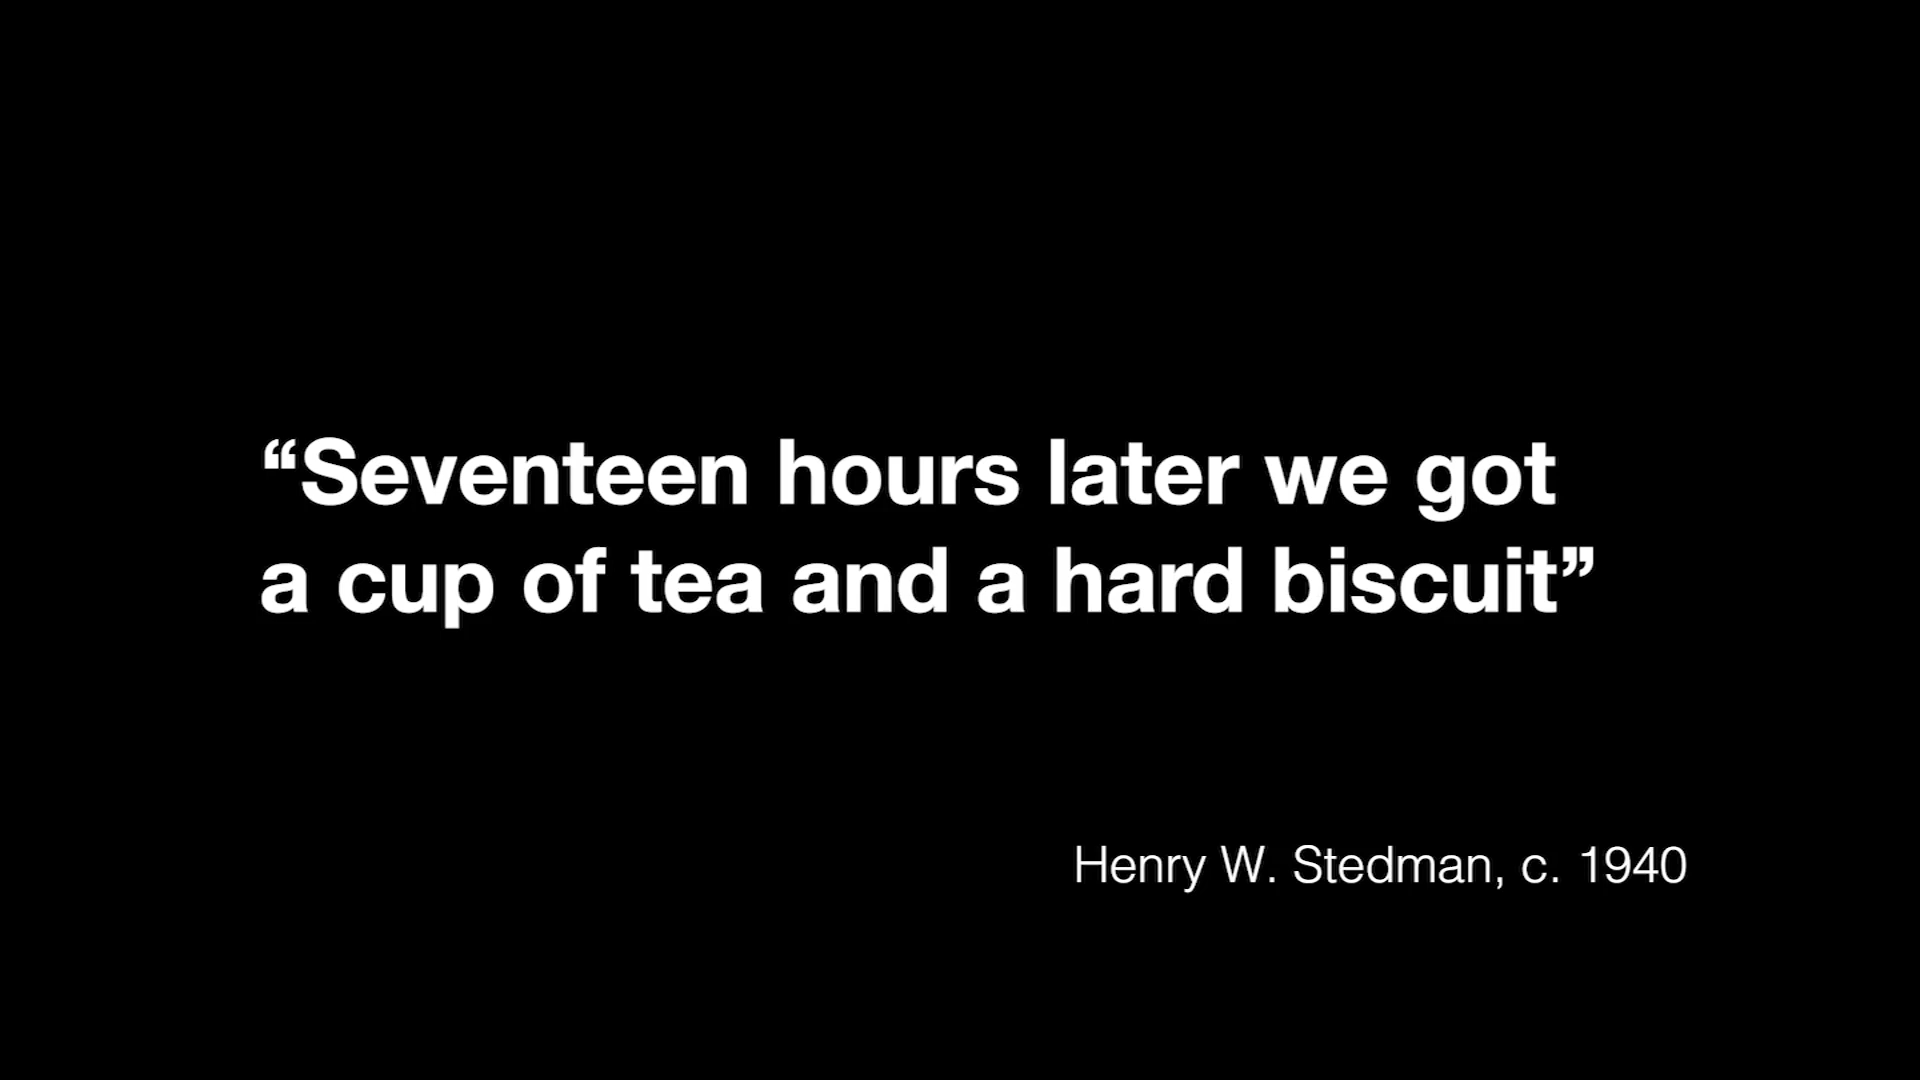 “Seventeen hours later we got
a cup of tea and a hard biscuit”
Henry W. Stedman, c. 1940